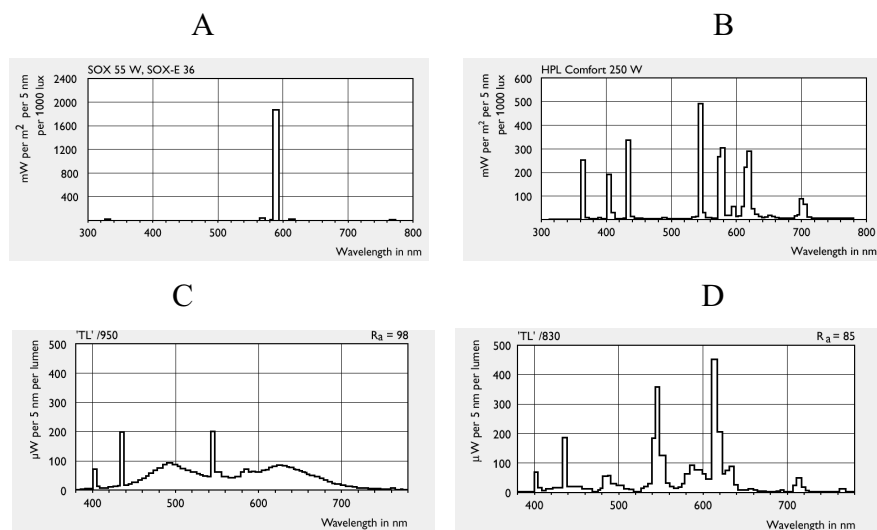 A
SOX 55 W, SOX-E 36
mW per m² per 5 nm
per 1000 lux
2400
2000
1600
1200
800
400
300 400 500 600 700 800
Wavelength in nm
B
HPL Comfort 250 W
mW per m² per 5 nm
per 1000 lux
600
500
400
300
200
100
300 400 500 600 700 800
Wavelength in nm
C
'TL' /950 Ra = 98
µW per 5 nm per lumen
500
400
300
200
100
0
400 500 600 700
Wavelength in nm
D
'TL' /830 Ra = 85
µW per 5 nm per lumen
500
400
300
200
100
0
400 500 600 700
Wavelength in nm